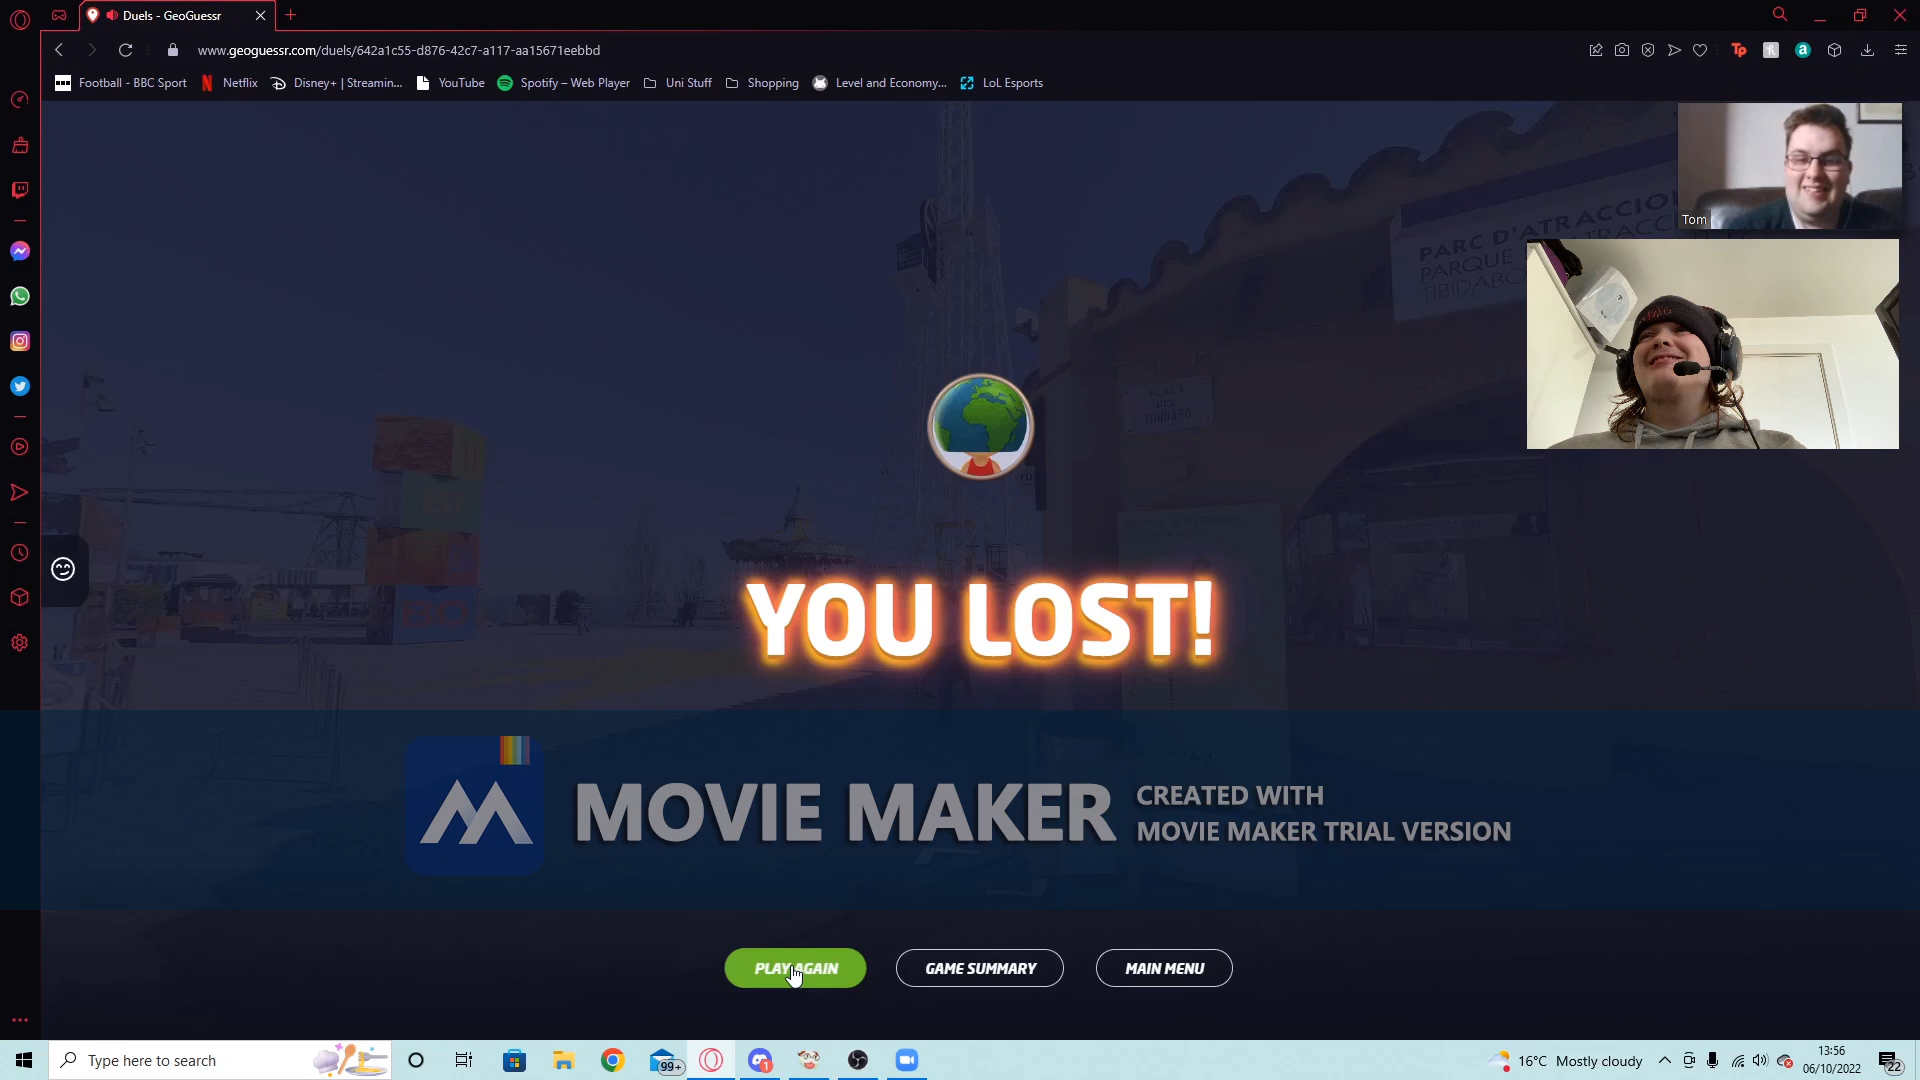 Duels - GeoGuessr
www.geoguessr.com/duels/642a1c55-d876-42c7-a117-aa15671eebbd
Football - BBC Sport
Netflix
Disney+ | Streamin...
YouTube
Spotify – Web Player
Uni Stuff
Shopping
Level and Economy...
LoL Esports
Tom
PARC D'ATRACCIO
PARQUE
TIBIDABO
TIBIDABO
YOU LOST!
MOVIE MAKER
CREATED WITH
MOVIE MAKER TRIAL VERSION
PLAY AGAIN
GAME SUMMARY
MAIN MENU
Type here to search
99+
1
16°C Mostly cloudy
13:56
06/10/2022
22